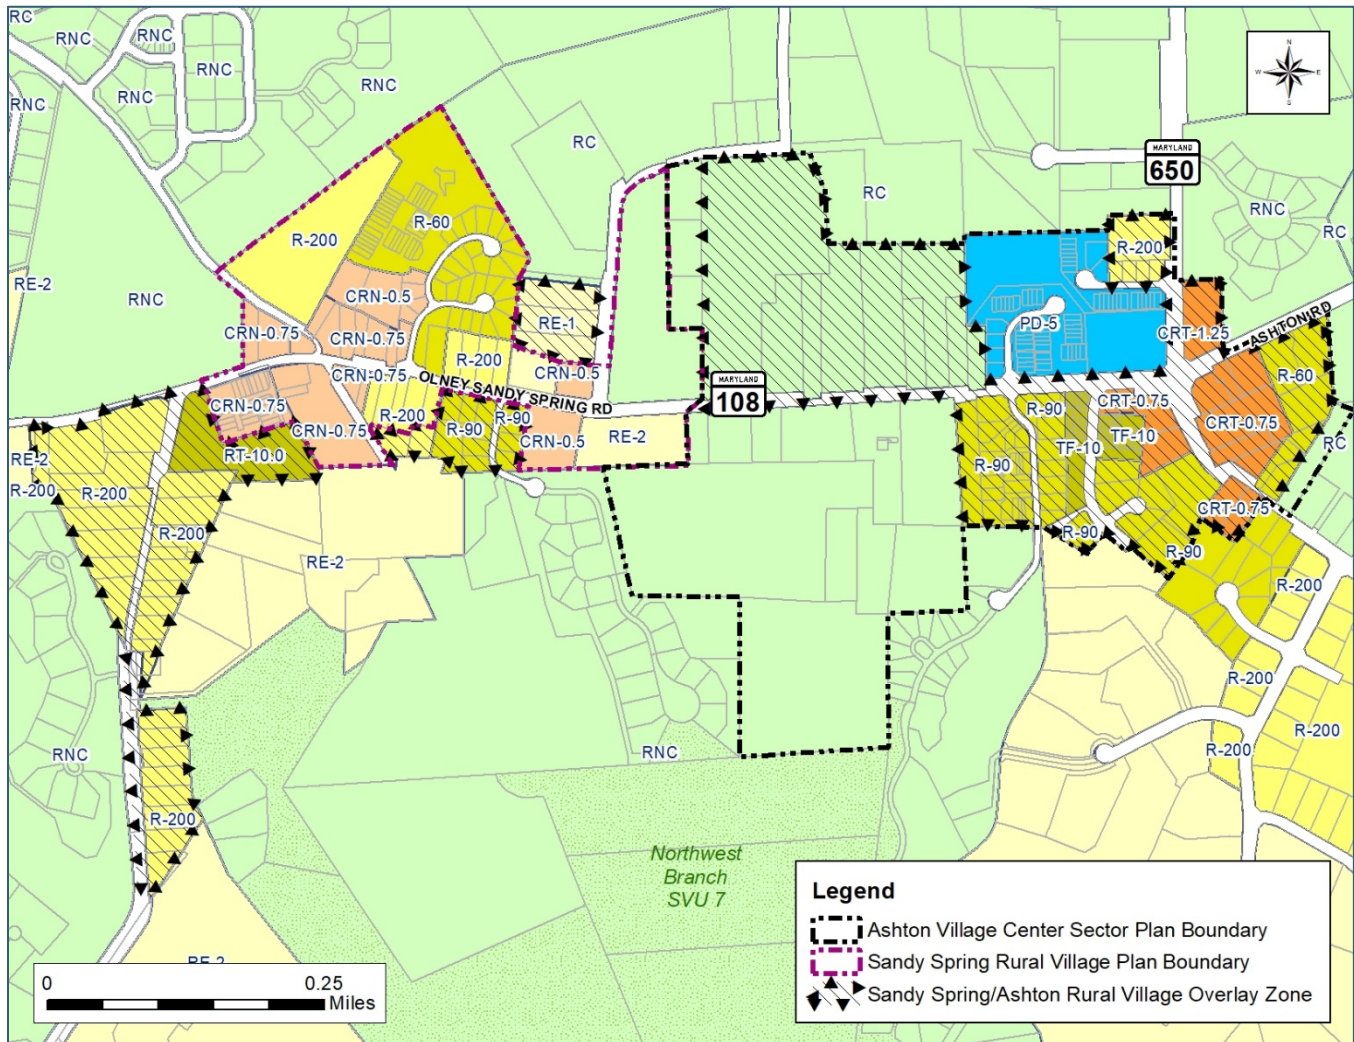 RC
RNC
RNC
RNC
RNC
RNC
RNC
RC
N
W
E
S
MARYLAND
650
RC
RNC
RC
R-60
R-200
R-200
RE-2
RNC
CRN-0.5
RE-1
PD-5
CRN-0.75
CRN-0.75
CRT-1.25
ASHTON RD
R-200
CRN-0.5
R-60
CRN-0.75
OLNEY SANDY SPRING RD
MARYLAND
108
CRN-0.75
R-200
R-90
R-90
CRT-0.75
CRT-0.75
CRN-0.75
R-90
CRN-0.5
RE-2
TF-10
TF-10
RC
RE-2
RT-10.0
R-90
R-200
R-200
R-200
CRT-0.75
R-90
R-90
RE-2
R-200
R-200
R-200
R-200
RNC
RNC
R-200
Northwest
Branch
SVU 7
RE-2
Legend
Ashton Village Center Sector Plan Boundary
Sandy Spring Rural Village Plan Boundary
Sandy Spring/Ashton Rural Village Overlay Zone
0
0.25
Miles